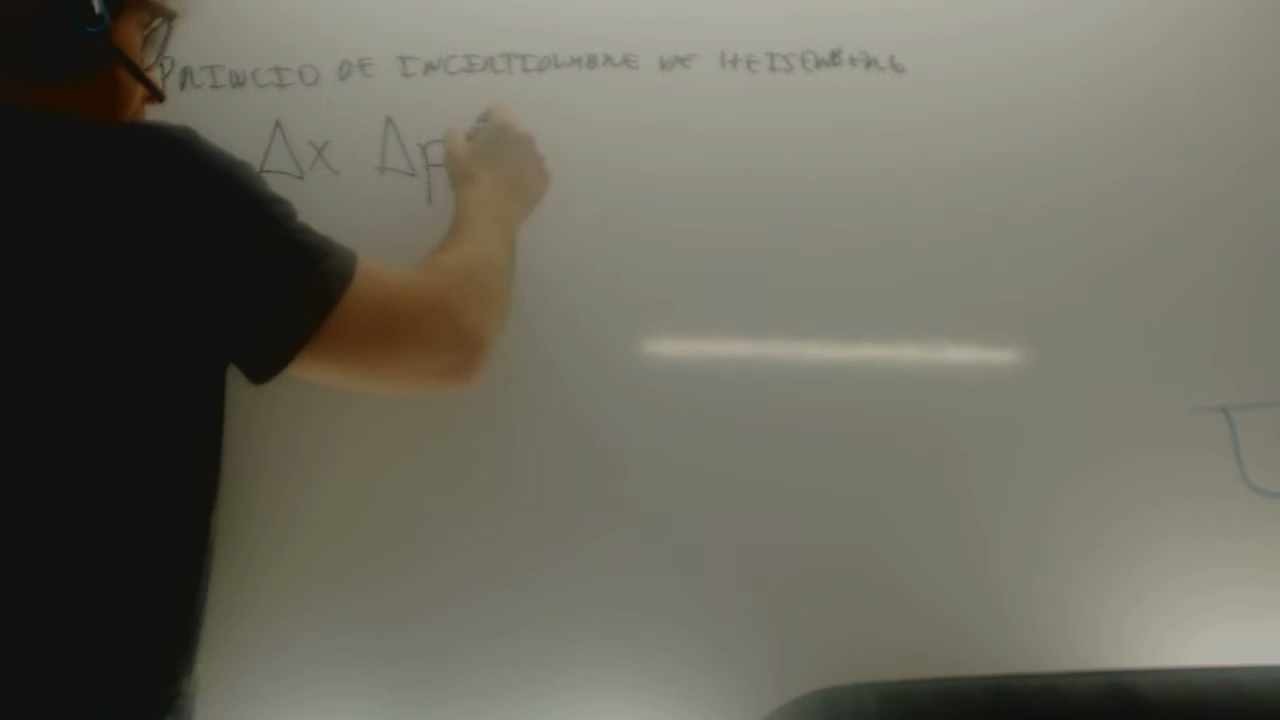 PRINCIO DE INCERTIDUMBRE DE HEISENBERG
Δx Δp